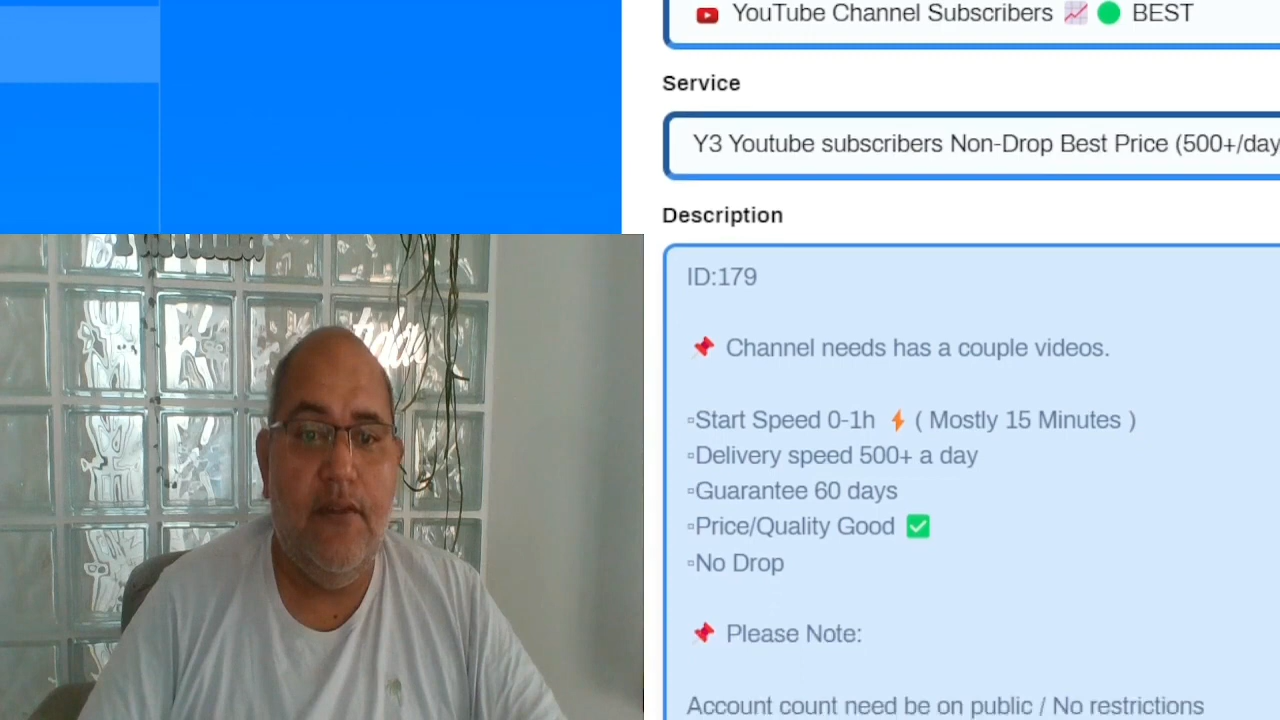 YouTube Channel Subscribers 📈 🟢 BEST
Service
Y3 Youtube subscribers Non-Drop Best Price (500+/day
Description
ID:179
📌 Channel needs has a couple videos.
▫Start Speed 0-1h ⚡ ( Mostly 15 Minutes )
▫Delivery speed 500+ a day
▫Guarantee 60 days
▫Price/Quality Good ✅
▫No Drop
📌 Please Note:
Account count need be on public / No restrictions